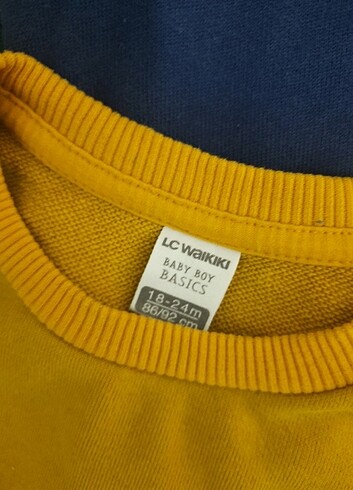 LC WAIKIKI
BABY BOY
BASICS
18-24m
86/92 cm